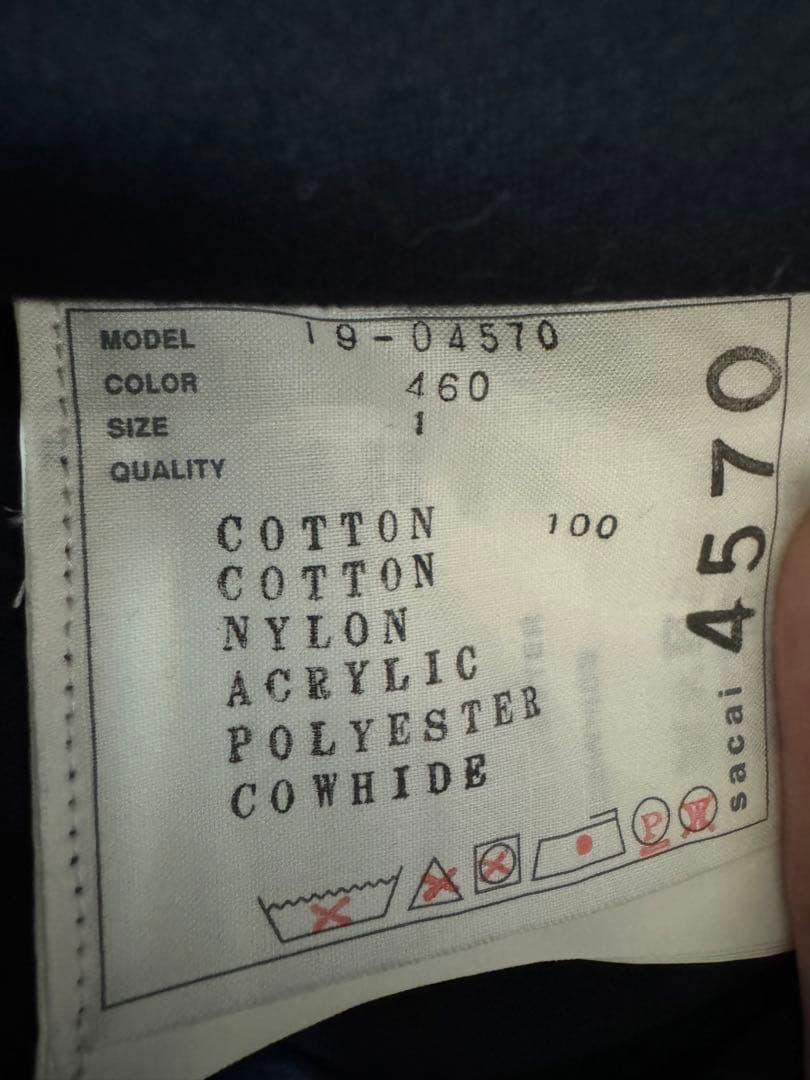 MODEL 19-04570
COLOR 460
SIZE 1
QUALITY
COTTON 100
COTTON
NYLON
ACRYLIC
POLYESTER
COWHIDE
P W
sacai 4570